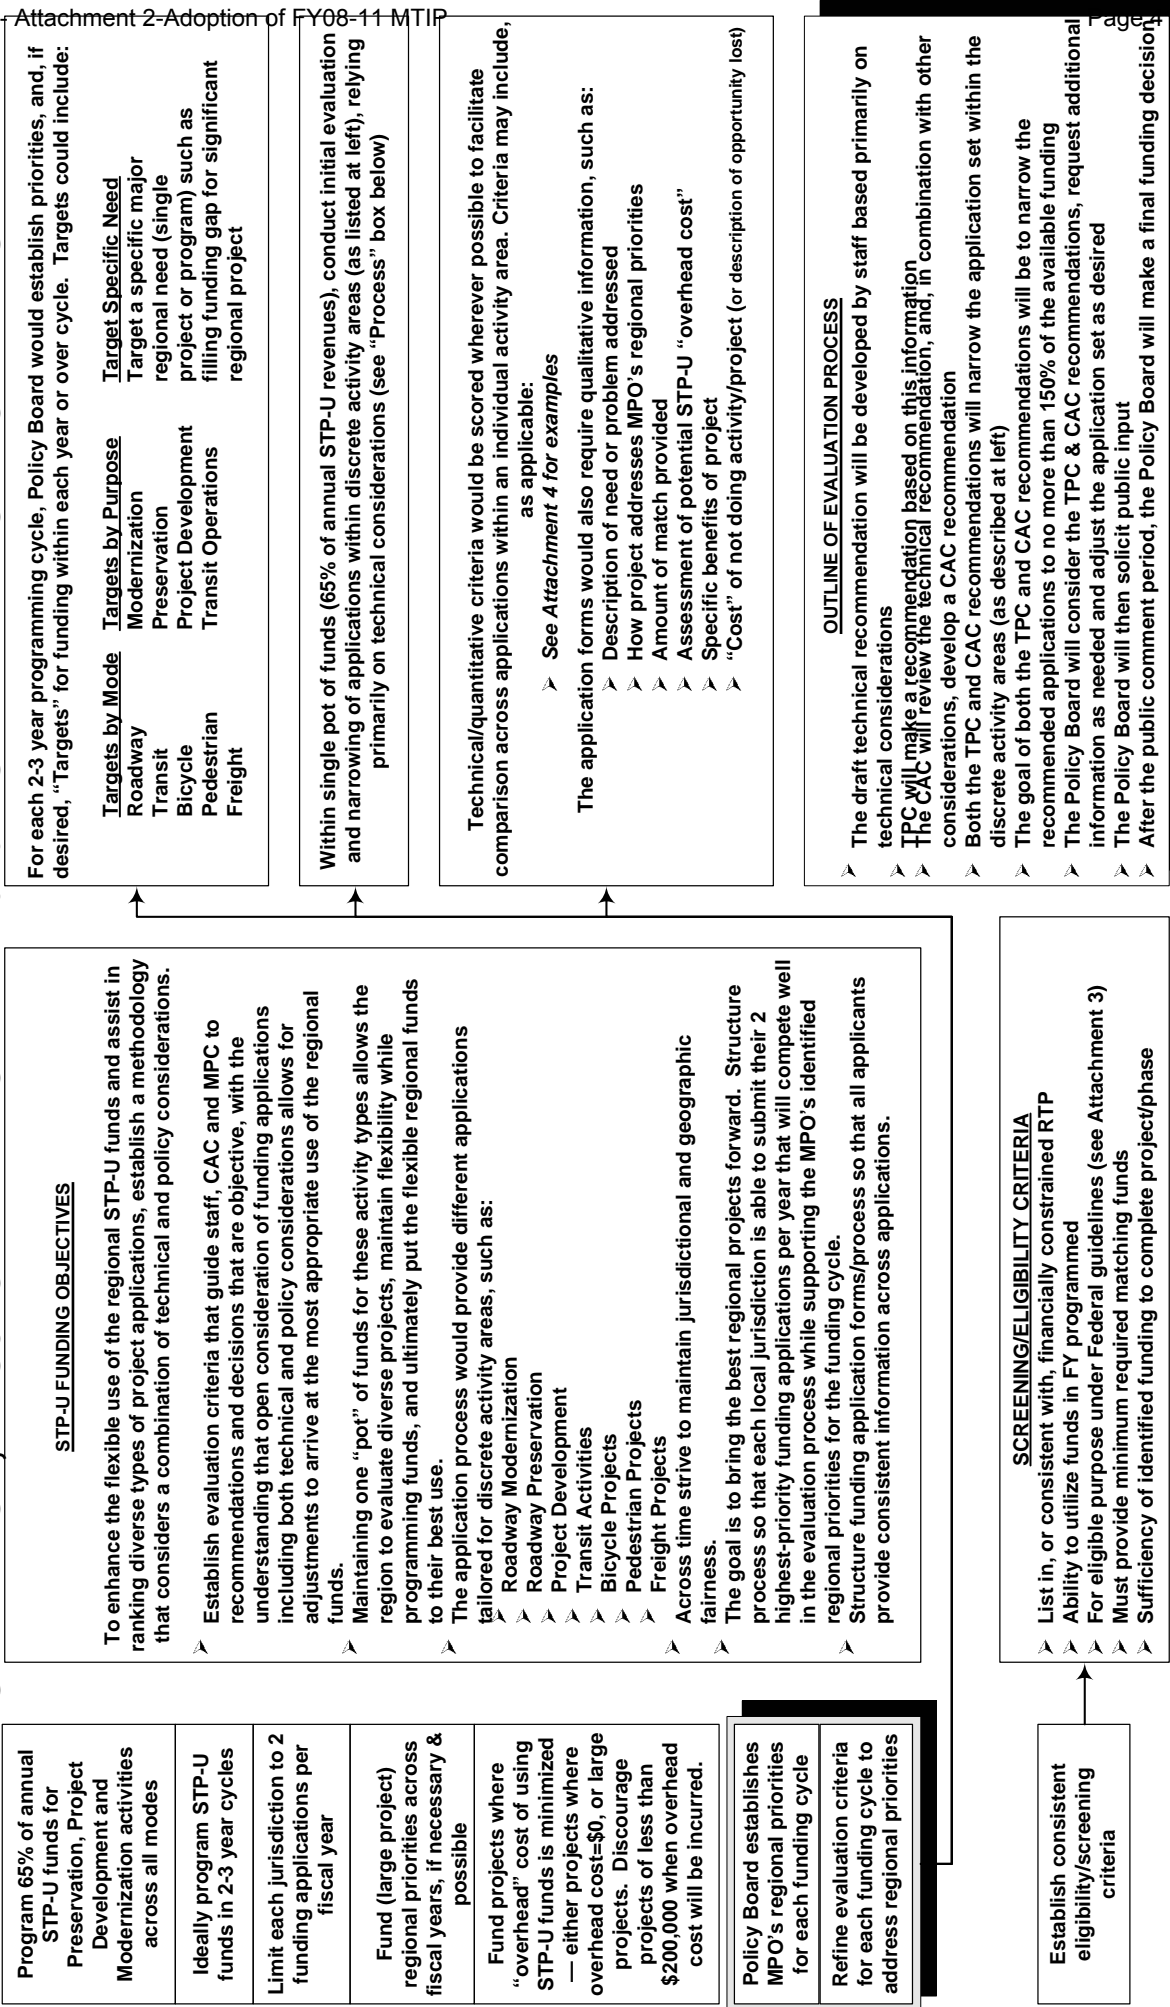 - Attachment 2-Adoption of FY08-11 MTIP
Page 4
Program 65% of annual
STP-U funds for
Preservation, Project
Development and
Modernization activities
across all modes
Ideally program STP-U
funds in 2-3 year cycles
Limit each jurisdiction to 2
funding applications per
fiscal year
Fund (large project)
regional priorities across
fiscal years, if necessary &
possible
Fund projects where
“overhead” cost of using
STP-U funds is minimized
— either projects where
overhead cost=$0, or large
projects. Discourage
projects of less than
$200,000 when overhead
cost will be incurred.
Policy Board establishes
MPO’s regional priorities
for each funding cycle
Refine evaluation criteria
for each funding cycle to
address regional priorities
Establish consistent
eligibility/screening
criteria
STP-U FUNDING OBJECTIVES
To enhance the flexible use of the regional STP-U funds and assist in
ranking diverse types of project applications, establish a methodology
that considers a combination of technical and policy considerations.
➢ Establish evaluation criteria that guide staff, CAC and MPC to
recommendations and decisions that are objective, with the
understanding that open consideration of funding applications
including both technical and policy considerations allows for
adjustments to arrive at the most appropriate use of the regional
funds.
➢ Maintaining one “pot” of funds for these activity types allows the
region to evaluate diverse projects, maintain flexibility while
programming funds, and ultimately put the flexible regional funds
to their best use.
➢ The application process would provide different applications
tailored for discrete activity areas, such as:
➢ Roadway Modernization
➢ Roadway Preservation
➢ Project Development
➢ Transit Activities
➢ Bicycle Projects
➢ Pedestrian Projects
➢ Freight Projects
➢ Across time strive to maintain jurisdictional and geographic
fairness.
➢ The goal is to bring the best regional projects forward. Structure
process so that each local jurisdiction is able to submit their 2
highest-priority funding applications per year that will compete well
in the evaluation process while supporting the MPO’s identified
regional priorities for the funding cycle.
➢ Structure funding application forms/process so that all applicants
provide consistent information across applications.
SCREENING/ELIGIBILITY CRITERIA
➢ List in, or consistent with, financially constrained RTP
➢ Ability to utilize funds in FY programmed
➢ For eligible purpose under Federal guidelines (see Attachment 3)
➢ Must provide minimum required matching funds
➢ Sufficiency of identified funding to complete project/phase
For each 2-3 year programming cycle, Policy Board would establish priorities, and, if
desired, “Targets” for funding within each year or over cycle. Targets could include:
Targets by Mode
Roadway
Transit
Bicycle
Pedestrian
Freight
Targets by Purpose
Modernization
Preservation
Project Development
Transit Operations
Target Specific Need
Target a specific major
regional need (single
project or program) such as
filling funding gap for significant
regional project
Within single pot of funds (65% of annual STP-U revenues), conduct initial evaluation
and narrowing of applications within discrete activity areas (as listed at left), relying
primarily on technical considerations (see “Process” box below)
Technical/quantitative criteria would be scored wherever possible to facilitate
comparison across applications within an individual activity area. Criteria may include,
as applicable:
➢ See Attachment 4 for examples
The application forms would also require qualitative information, such as:
➢ Description of need or problem addressed
➢ How project addresses MPO’s regional priorities
➢ Amount of match provided
➢ Assessment of potential STP-U “overhead cost”
➢ Specific benefits of project
➢ “Cost” of not doing activity/project (or description of opportunity lost)
OUTLINE OF EVALUATION PROCESS
➢ The draft technical recommendation will be developed by staff based primarily on
technical considerations
➢ TPC will make a recommendation based on this information
➢ The CAC will review the technical recommendation, and, in combination with other
considerations, develop a CAC recommendation
➢ Both the TPC and CAC recommendations will narrow the application set within the
discrete activity areas (as described at left)
➢ The goal of both the TPC and CAC recommendations will be to narrow the
recommended applications to no more than 150% of the available funding
➢ The Policy Board will consider the TPC & CAC recommendations, request additional
information as needed and adjust the application set as desired
➢ The Policy Board will then solicit public input
➢ After the public comment period, the Policy Board will make a final funding decision